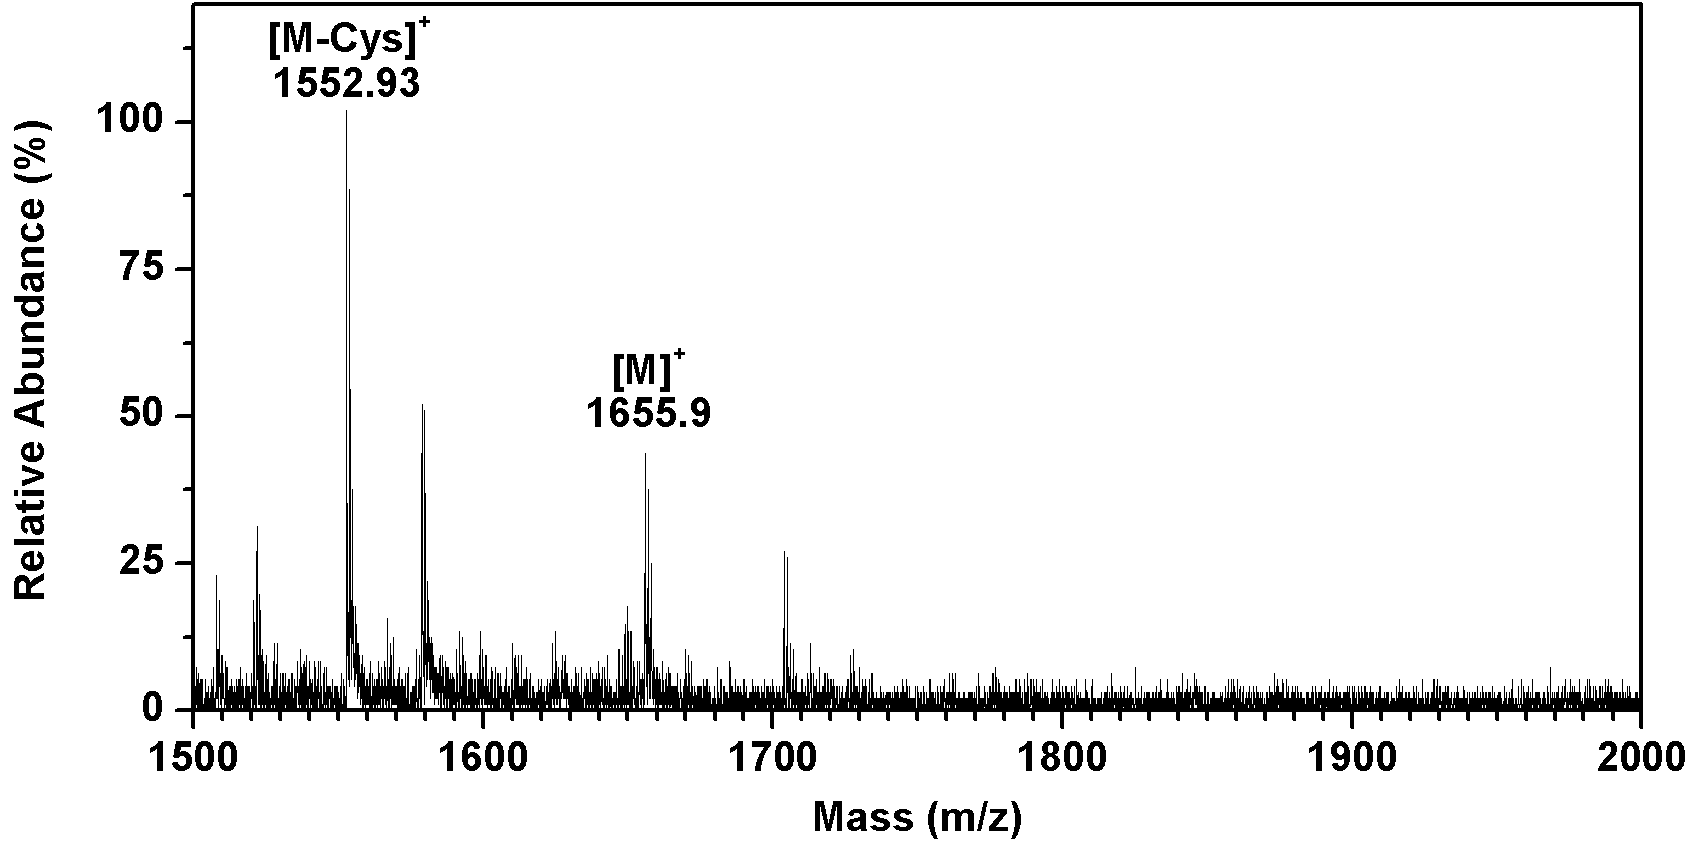 [M-Cys]⁺
1552.93
[M]⁺
1655.9
Relative Abundance (%)
100
75
50
25
0
1500 1600 1700 1800 1900 2000
Mass (m/z)